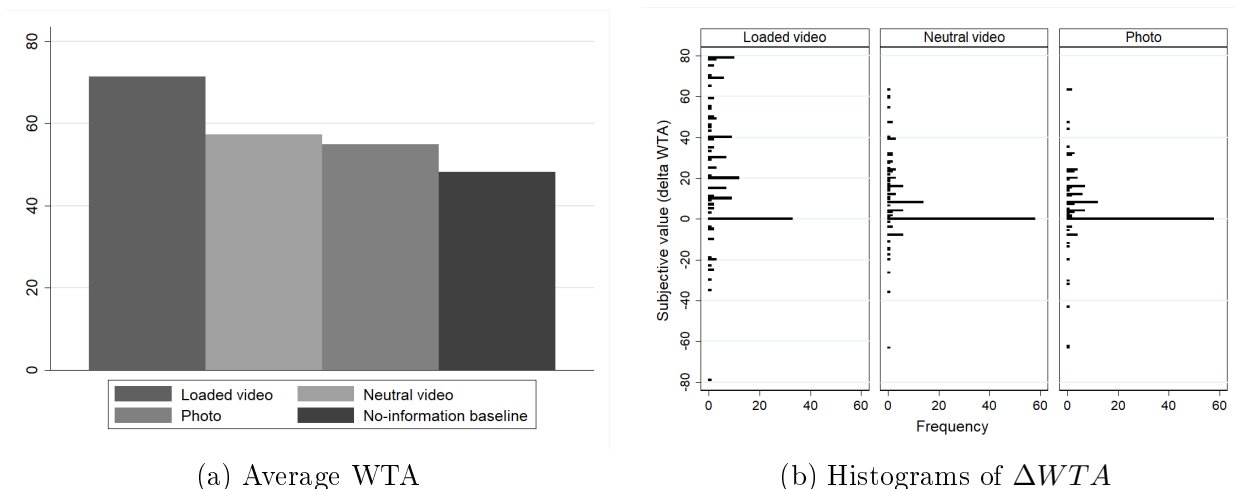 80
60
40
20
0
Loaded video
Neutral video
Photo
No-information baseline
(a) Average WTA
Loaded video
Neutral video
Photo
Subjective value (delta WTA)
80
60
40
20
0
-20
-40
-60
-80
0 20 40 60
0 20 40 60
0 20 40 60
Frequency
(b) Histograms of ΔWTA